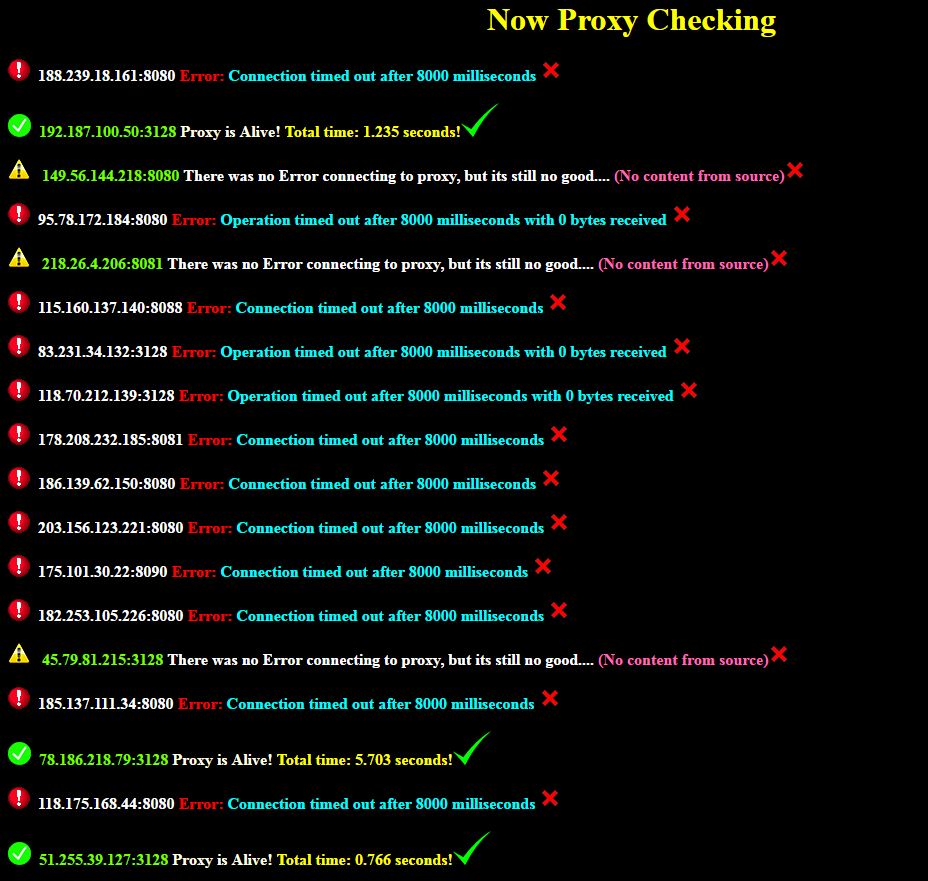 Now Proxy Checking
188.239.18.161:8080 Error: Connection timed out after 8000 milliseconds
192.187.100.50:3128 Proxy is Alive! Total time: 1.235 seconds!
149.56.144.218:8080 There was no Error connecting to proxy, but its still no good.... (No content from source)
95.78.172.184:8080 Error: Operation timed out after 8000 milliseconds with 0 bytes received
218.26.4.206:8081 There was no Error connecting to proxy, but its still no good.... (No content from source)
115.160.137.140:8088 Error: Connection timed out after 8000 milliseconds
83.231.34.132:3128 Error: Operation timed out after 8000 milliseconds with 0 bytes received
118.70.212.139:3128 Error: Operation timed out after 8000 milliseconds with 0 bytes received
178.208.232.185:8081 Error: Connection timed out after 8000 milliseconds
186.139.62.150:8080 Error: Connection timed out after 8000 milliseconds
203.156.123.221:8080 Error: Connection timed out after 8000 milliseconds
175.101.30.22:8090 Error: Connection timed out after 8000 milliseconds
182.253.105.226:8080 Error: Connection timed out after 8000 milliseconds
45.79.81.215:3128 There was no Error connecting to proxy, but its still no good.... (No content from source)
185.137.111.34:8080 Error: Connection timed out after 8000 milliseconds
78.186.218.79:3128 Proxy is Alive! Total time: 5.703 seconds!
118.175.168.44:8080 Error: Connection timed out after 8000 milliseconds
51.255.39.127:3128 Proxy is Alive! Total time: 0.766 seconds!